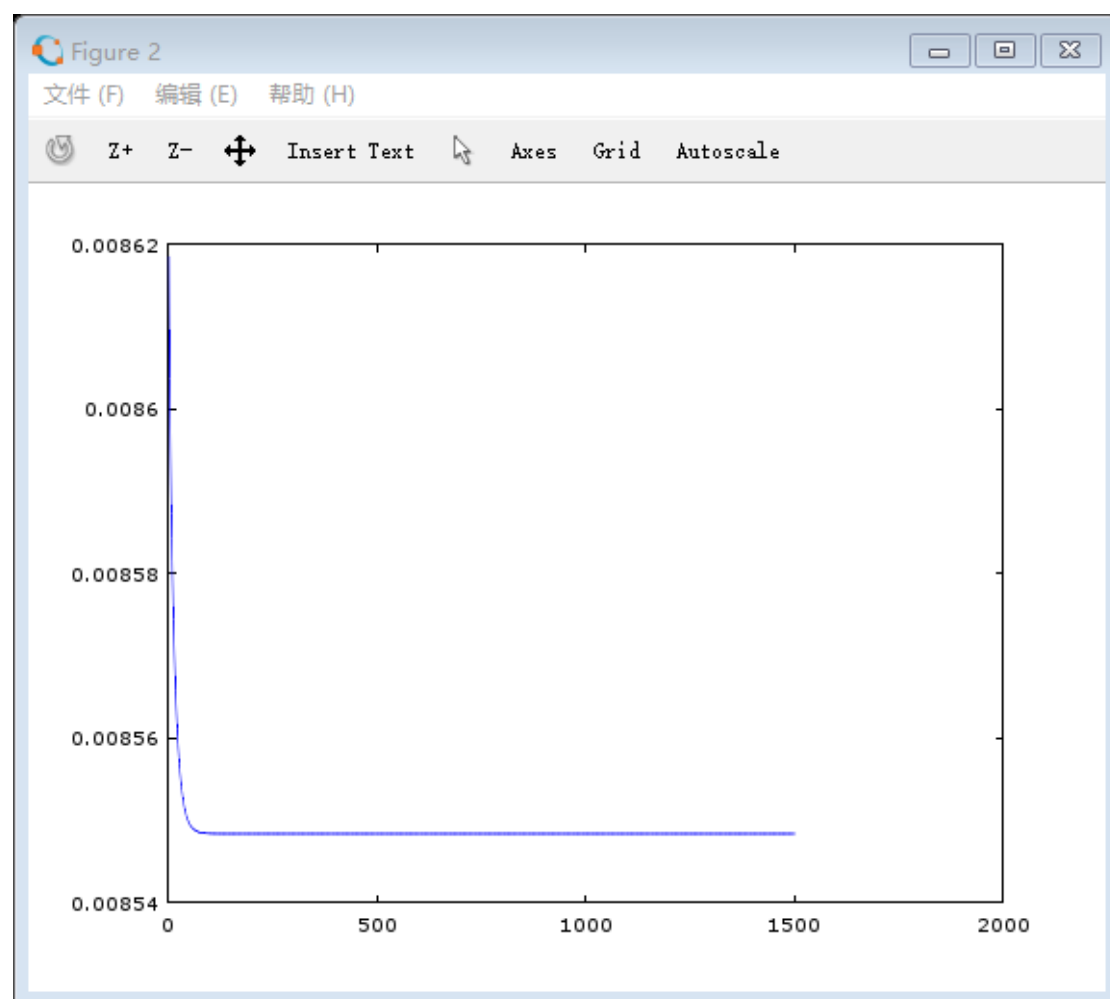 Figure 2
文件 (F) 编辑 (E) 帮助 (H)
Z+ Z- Insert Text Axes Grid Autoscale
0.00862
0.0086
0.00858
0.00856
0.00854
0 500 1000 1500 2000